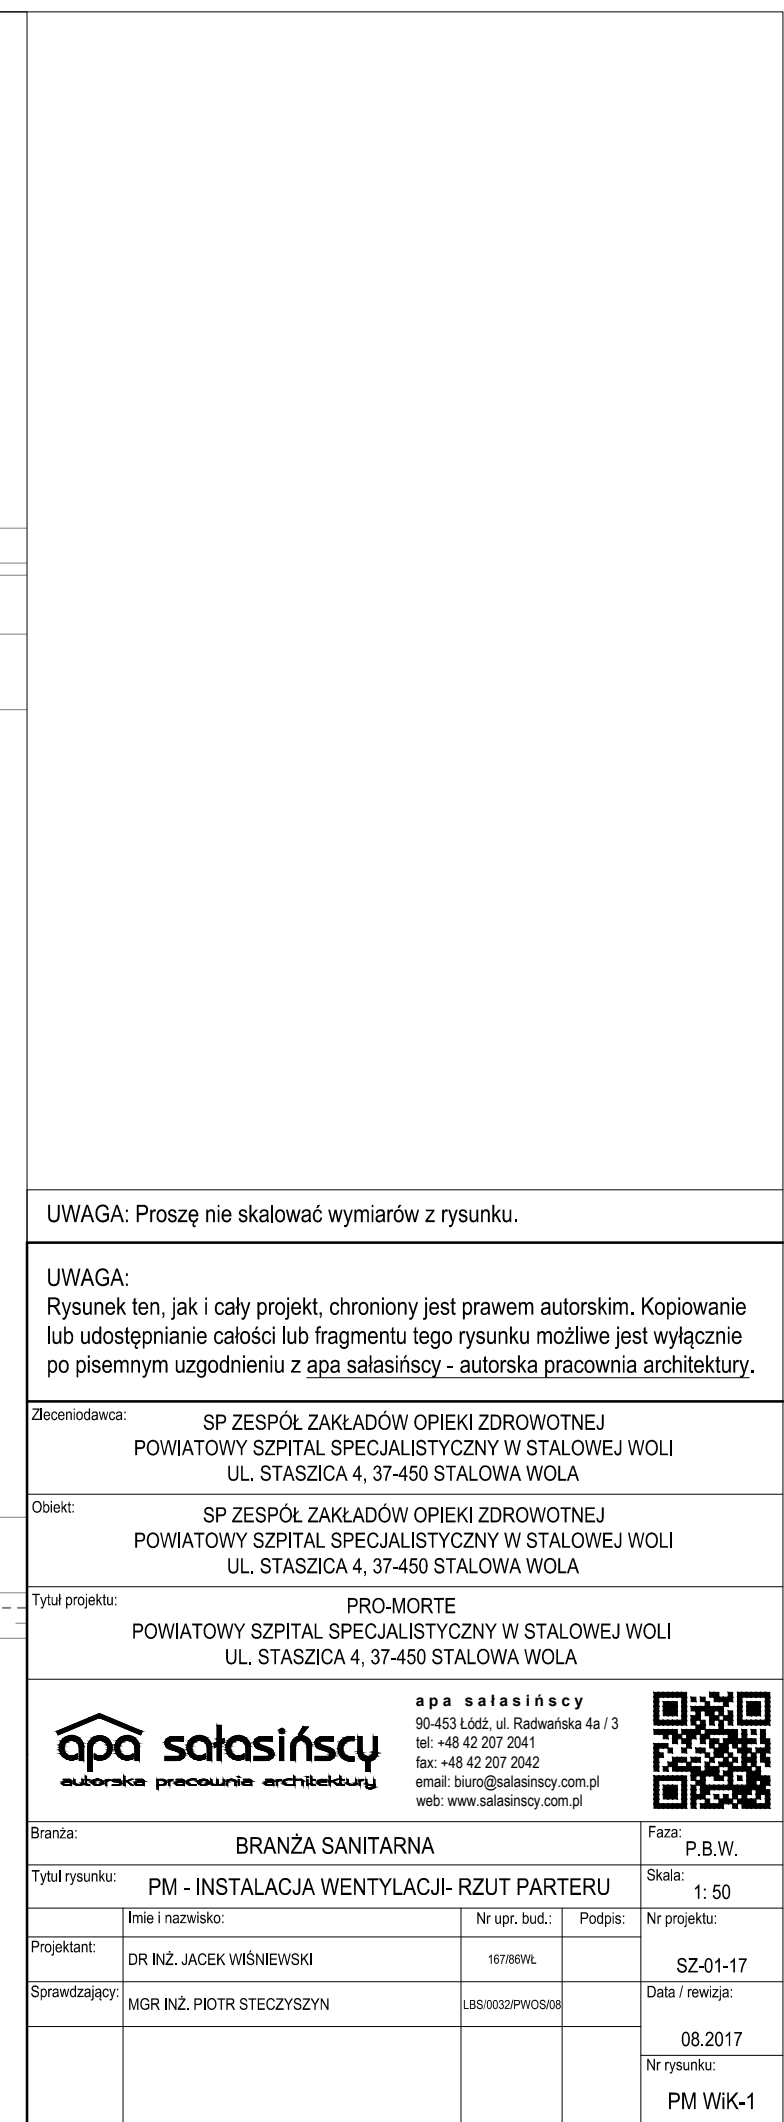 UWAGA: Proszę nie skalować wymiarów z rysunku.
UWAGA:
Rysunek ten, jak i cały projekt, chroniony jest prawem autorskim. Kopiowanie
lub udostępnianie całości lub fragmentu tego rysunku możliwe jest wyłącznie
po pisemnym uzgodnieniu z apa sałasińscy - autorska pracownia architektury.
Zleceniodawca:
SP ZESPÓŁ ZAKŁADÓW OPIEKI ZDROWOTNEJ
POWIATOWY SZPITAL SPECJALISTYCZNY W STALOWEJ WOLI
UL. STASZICA 4, 37-450 STALOWA WOLA
Obiekt:
SP ZESPÓŁ ZAKŁADÓW OPIEKI ZDROWOTNEJ
POWIATOWY SZPITAL SPECJALISTYCZNY W STALOWEJ WOLI
UL. STASZICA 4, 37-450 STALOWA WOLA
Tytuł projektu:
PRO-MORTE
POWIATOWY SZPITAL SPECJALISTYCZNY W STALOWEJ WOLI
UL. STASZICA 4, 37-450 STALOWA WOLA
apa sałasińscy
autorska pracownia architektury
apa sałasińscy
90-453 Łódź, ul. Radwańska 4a / 3
tel: +48 42 207 2041
fax: +48 42 207 2042
email: biuro@salasinscy.com.pl
web: www.salasinscy.com.pl
Branża:
BRANŻA SANITARNA
Faza:
P.B.W.
Tytuł rysunku:
PM - INSTALACJA WENTYLACJI- RZUT PARTERU
Skala:
1: 50
Imie i nazwisko:
Nr upr. bud.:
Podpis:
Nr projektu:
SZ-01-17
Projektant:
DR INŻ. JACEK WIŚNIEWSKI
167/86WŁ
Sprawdzający:
MGR INŻ. PIOTR STECZYSZYN
LBS/0032/PWOS/08
Data / rewizja:
08.2017
Nr rysunku:
PM WiK-1